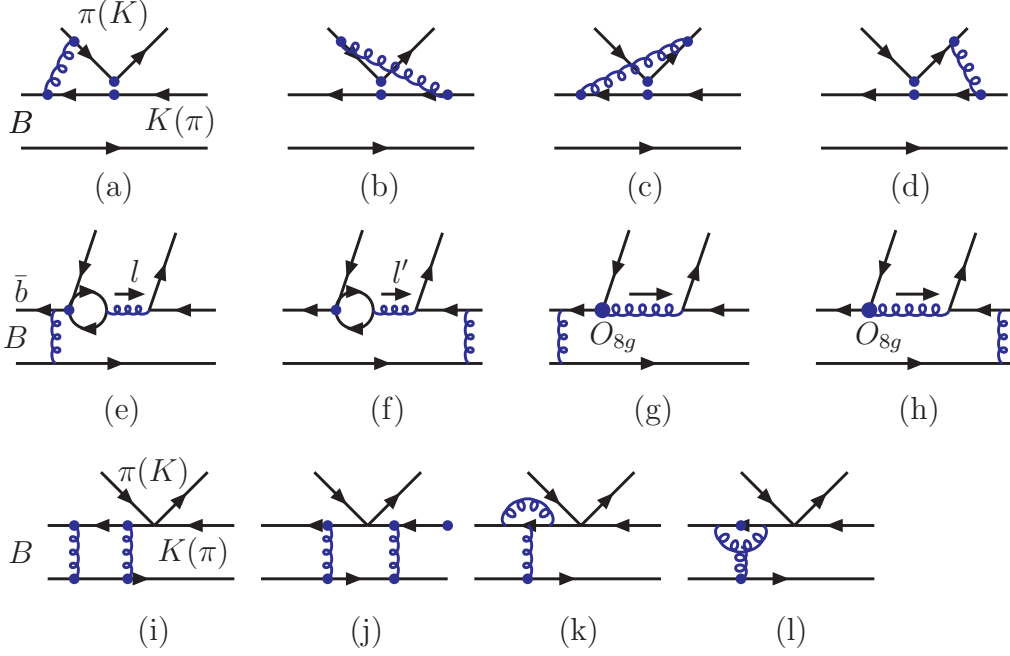 π(K)
B K(π)
(a) (b) (c) (d)
b̄ l l′
B O8g O8g
(e) (f) (g) (h)
π(K)
B K(π)
(i) (j) (k) (l)